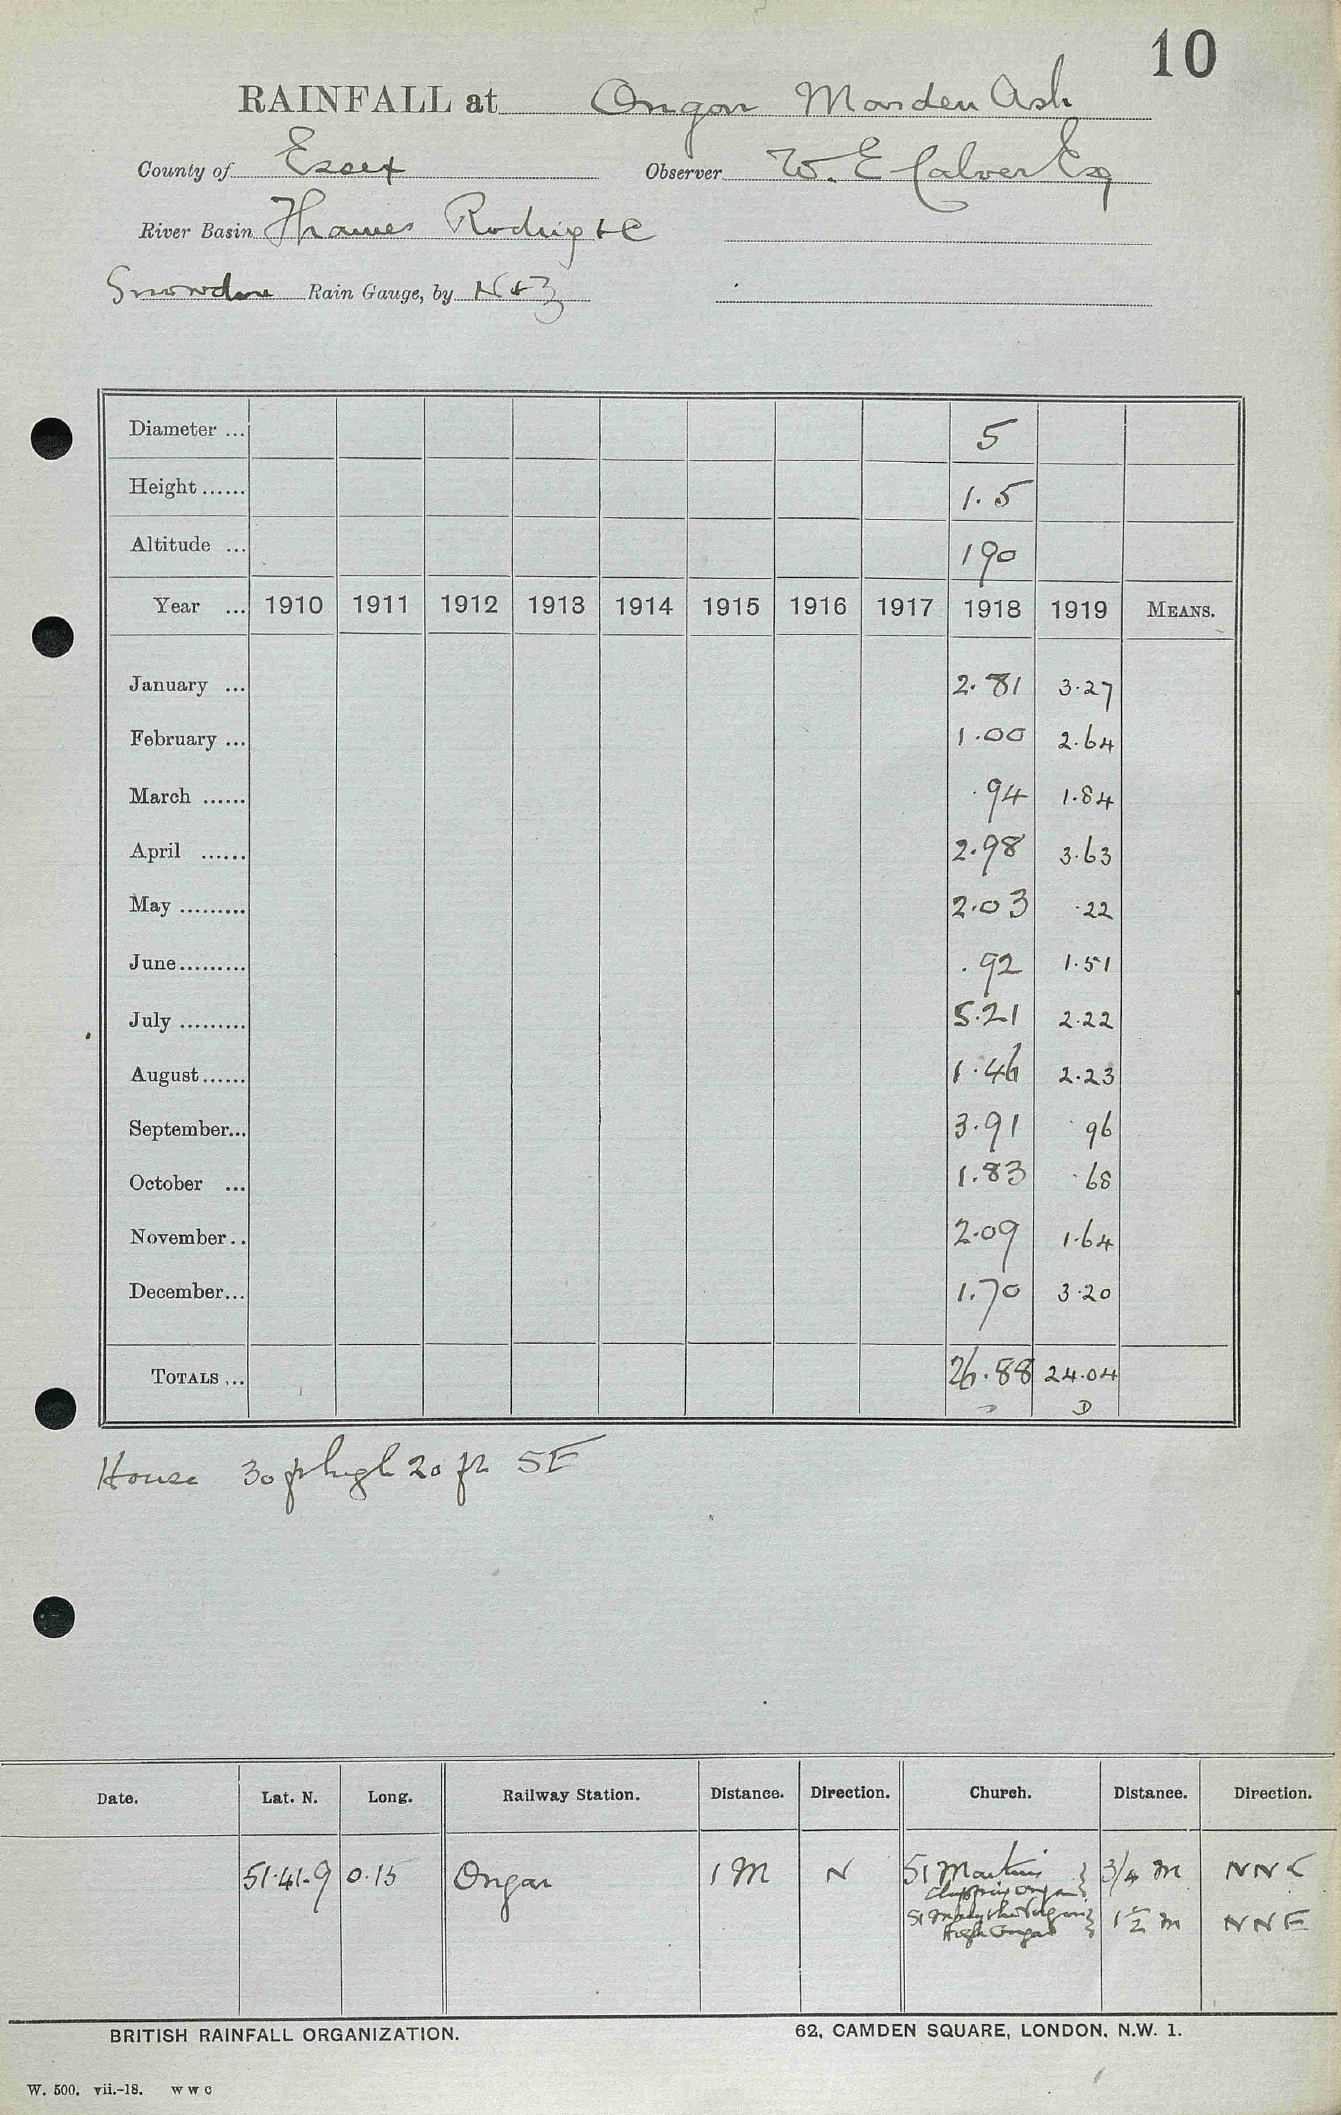 10
RAINFALL at Ongar Marden Ash
County of Essex Observer W. E Calver Esq
River Basin Thames Roding &c
Snowdon Rain Gauge, by N & Z
Diameter ... 5
Height ...... 1.5
Altitude ... 190
Year ... 1910 1911 1912 1913 1914 1915 1916 1917 1918 1919 MEANS.
January ... 2.81 3.27
February ... 1.00 2.64
March ...... .94 1.84
April ...... 2.98 3.63
May ......... 2.03 .22
June ......... .92 1.51
July ......... 5.21 2.22
August ...... 1.46 2.23
September... 3.91 .96
October ... 1.83 .68
November.. 2.09 1.64
December... 1.70 3.20
TOTALS ... 26.88 24.04
D
House 30 ft high 20 ft SE
Date. Lat. N. Long. Railway Station. Distance. Direction. Church. Distance. Direction.
51.41.9 0.15 Ongar 1 M N St Martins 3/4 m NNE
Chipping Ongar
St Mary the Virgin 1 1/2 m NNE
High Ongar
BRITISH RAINFALL ORGANIZATION. 62, CAMDEN SQUARE, LONDON, N.W. 1.
W. 500. vii.-18. W W C